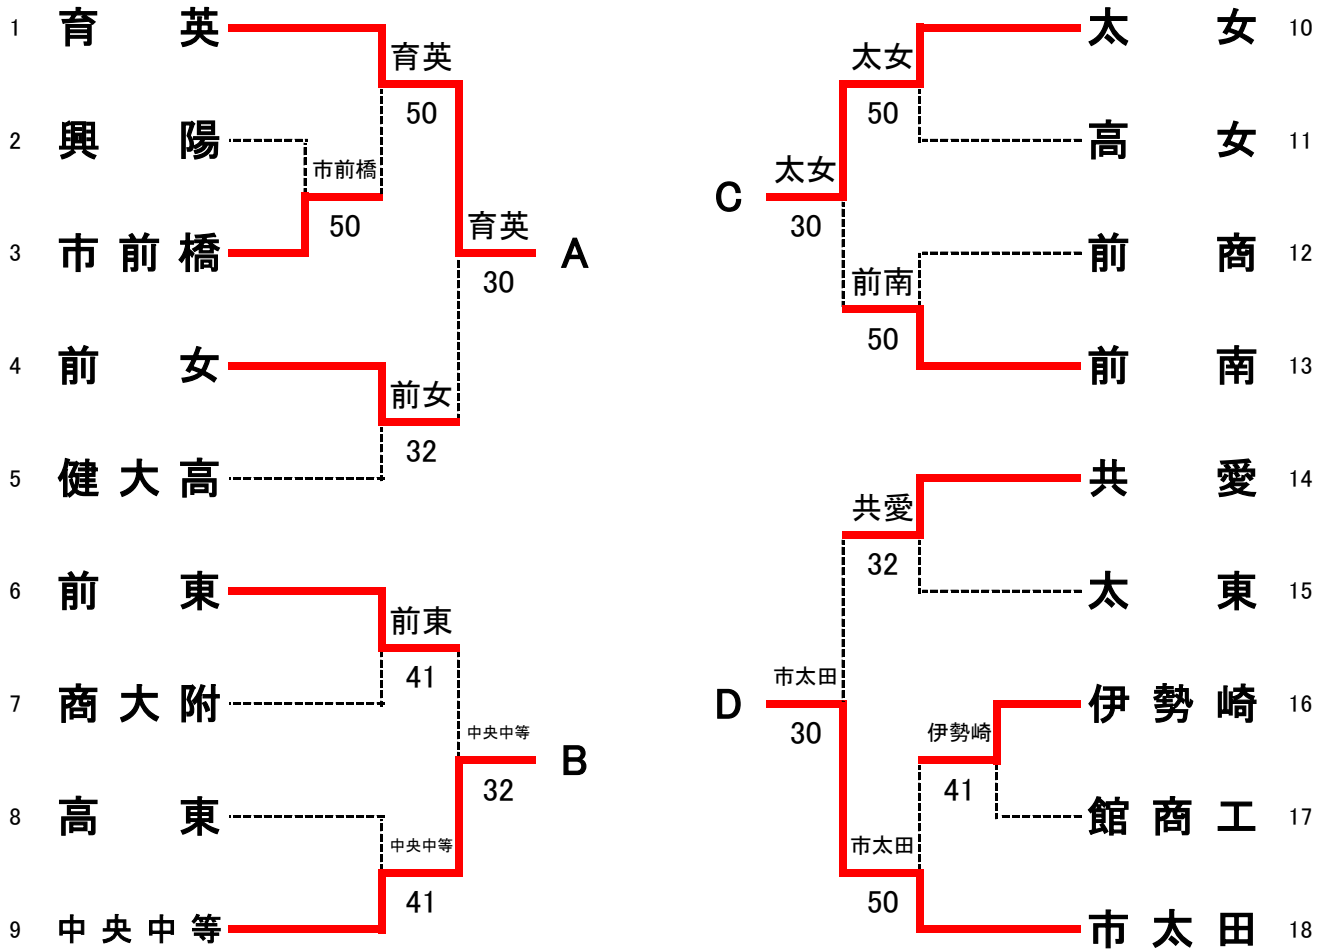 1 育英
2 興陽
3 市前橋
4 前女
5 健大高
6 前東
7 商大附
8 高東
9 中央中等
市前橋
50
育英
50
前女
32
前東
41
中央中等
41
育英
30
A
中央中等
32
B
C
太女
30
D
市太田
30
太女
50
前南
50
共愛
32
市太田
50
伊勢崎
41
太女 10
高女 11
前商 12
前南 13
共愛 14
太東 15
伊勢崎 16
館商工 17
市太田 18